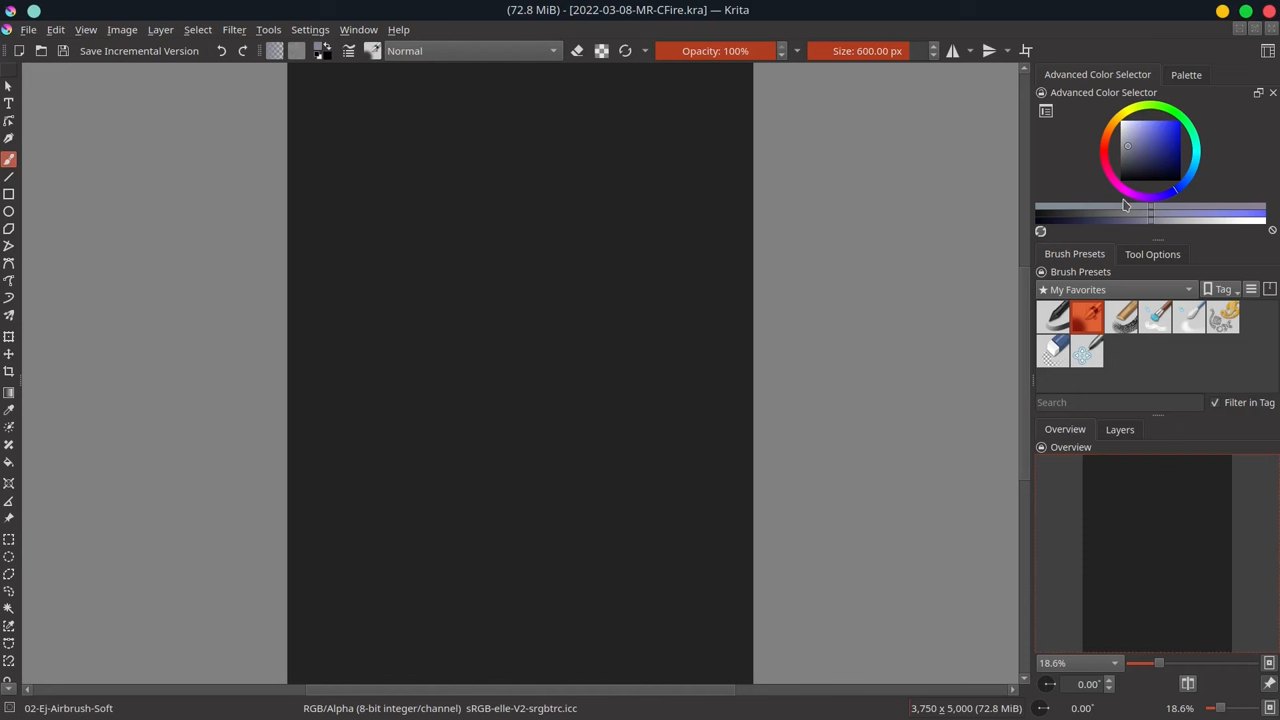 (72.8 MiB) - [2022-03-08-MR-CFire.kra] — Krita
File Edit View Image Layer Select Filter Tools Settings Window Help
Save Incremental Version Normal Opacity: 100% Size: 600.00 px
Advanced Color Selector Palette
Advanced Color Selector
Brush Presets Tool Options
Brush Presets
★ My Favorites Tag
Search Filter in Tag
Overview Layers
Overview
18.6%
0.00°
02-Ej-Airbrush-Soft RGB/Alpha (8-bit integer/channel) sRGB-elle-V2-srgbtrc.icc 3,750 x 5,000 (72.8 MiB) 0.00° 18.6%